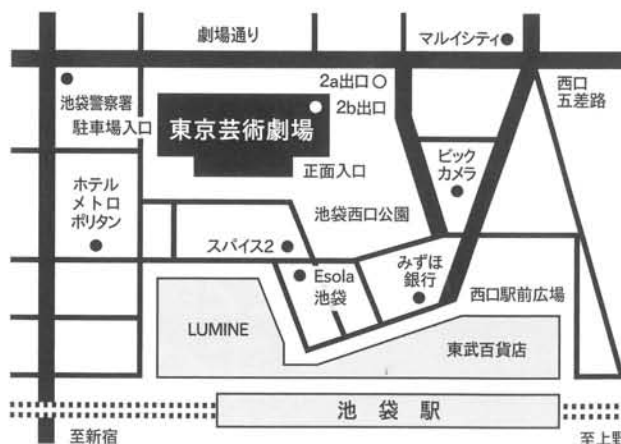 劇場通り
マルイシティ
2a出口
西口
五差路
池袋警察署
2b出口
駐車場入口
東京芸術劇場
正面入口
ビック
カメラ
ホテル
メトロ
ポリタン
池袋西口公園
スパイス2
Esola
池袋
みずほ
銀行
西口駅前広場
LUMINE
東武百貨店
池袋駅
至新宿
至上野